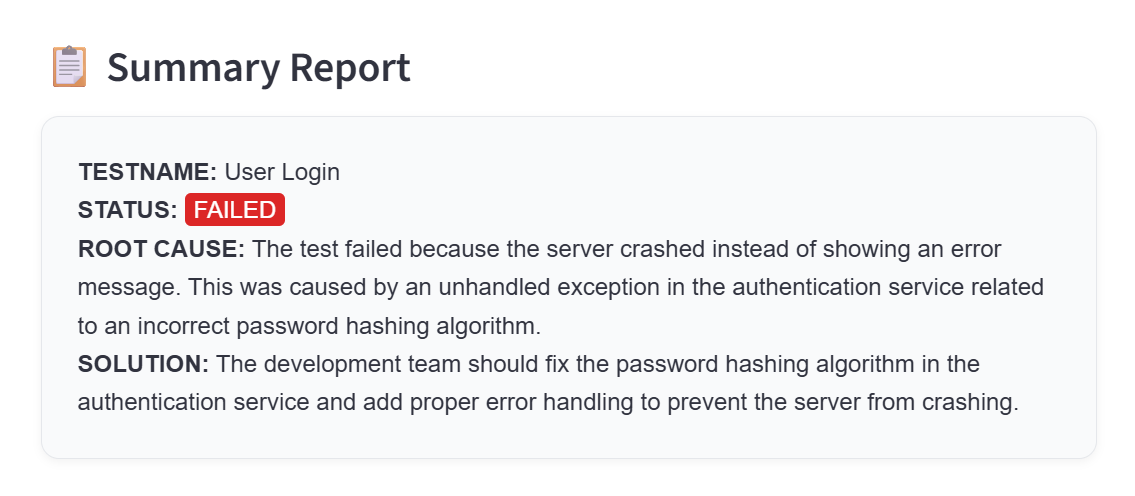 Summary Report
TESTNAME: User Login
STATUS: FAILED
ROOT CAUSE: The test failed because the server crashed instead of showing an error
message. This was caused by an unhandled exception in the authentication service related
to an incorrect password hashing algorithm.
SOLUTION: The development team should fix the password hashing algorithm in the
authentication service and add proper error handling to prevent the server from crashing.